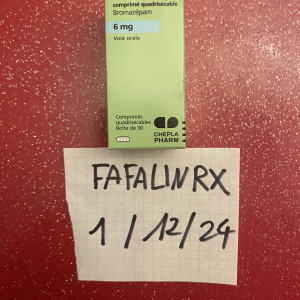 comprimé quadrisécable
Bromazépam
6 mg
Voie orale
Comprimés
quadrisécables
Boîte de 30
CHEPLA
PHARM
FAFALINRX
1/12/24